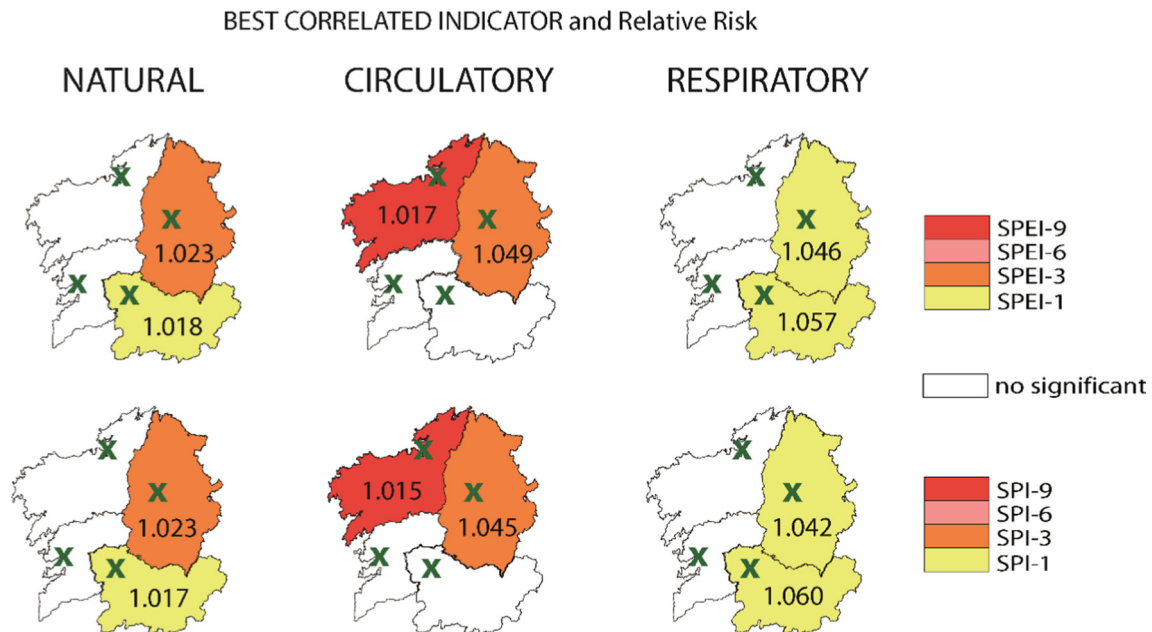 BEST CORRELATED INDICATOR and Relative Risk
NATURAL CIRCULATORY RESPIRATORY
X X X
1.017
X X X
1.023 1.049 1.046
X X X X X X
1.018 1.057
SPEI-9
SPEI-6
SPEI-3
SPEI-1
no significant
X X X
1.015
X X X
1.023 1.045 1.042
X X X X X X
1.017 1.060
SPI-9
SPI-6
SPI-3
SPI-1